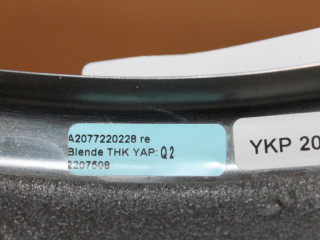 A2077220228 re
Blende THK YAP: Q2
2207508
YKP 20